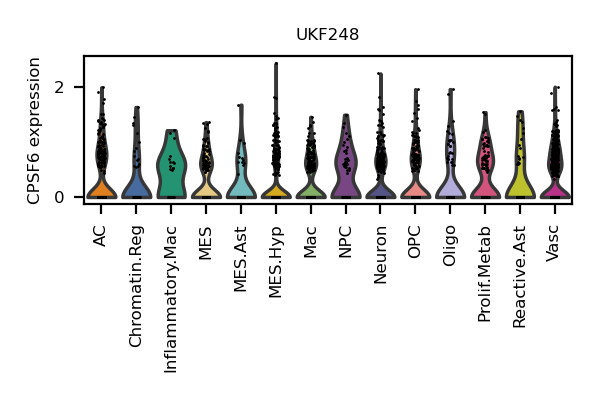 UKF248
CPSF6 expression
2
0
AC
Chromatin.Reg
Inflammatory.Mac
MES
MES.Ast
MES.Hyp
Mac
NPC
Neuron
OPC
Oligo
Prolif.Metab
Reactive.Ast
Vasc